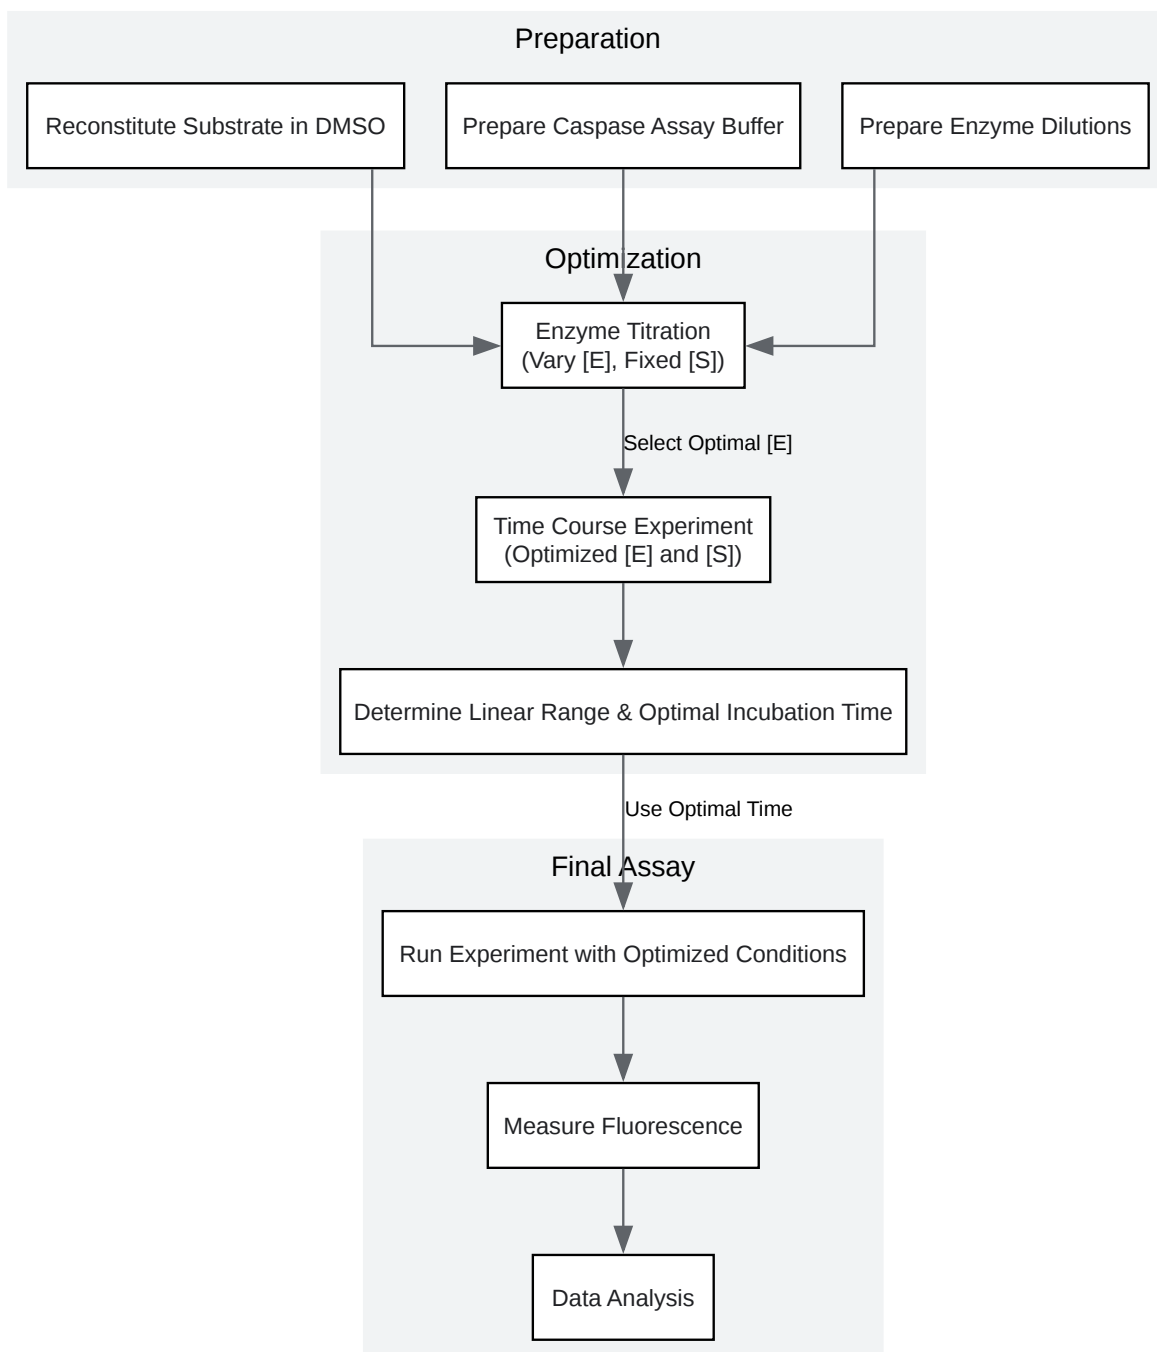 Preparation
Reconstitute Substrate in DMSO
Prepare Caspase Assay Buffer
Prepare Enzyme Dilutions
Optimization
Enzyme Titration
(Vary [E], Fixed [S])
Select Optimal [E]
Time Course Experiment
(Optimized [E] and [S])
Determine Linear Range & Optimal Incubation Time
Use Optimal Time
Final Assay
Run Experiment with Optimized Conditions
Measure Fluorescence
Data Analysis